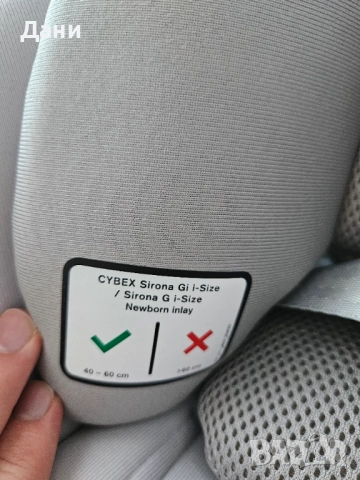 Дани
CYBEX Sirona Gi i-Size
/ Sirona G i-Size
Newborn inlay
40 – 60 cm